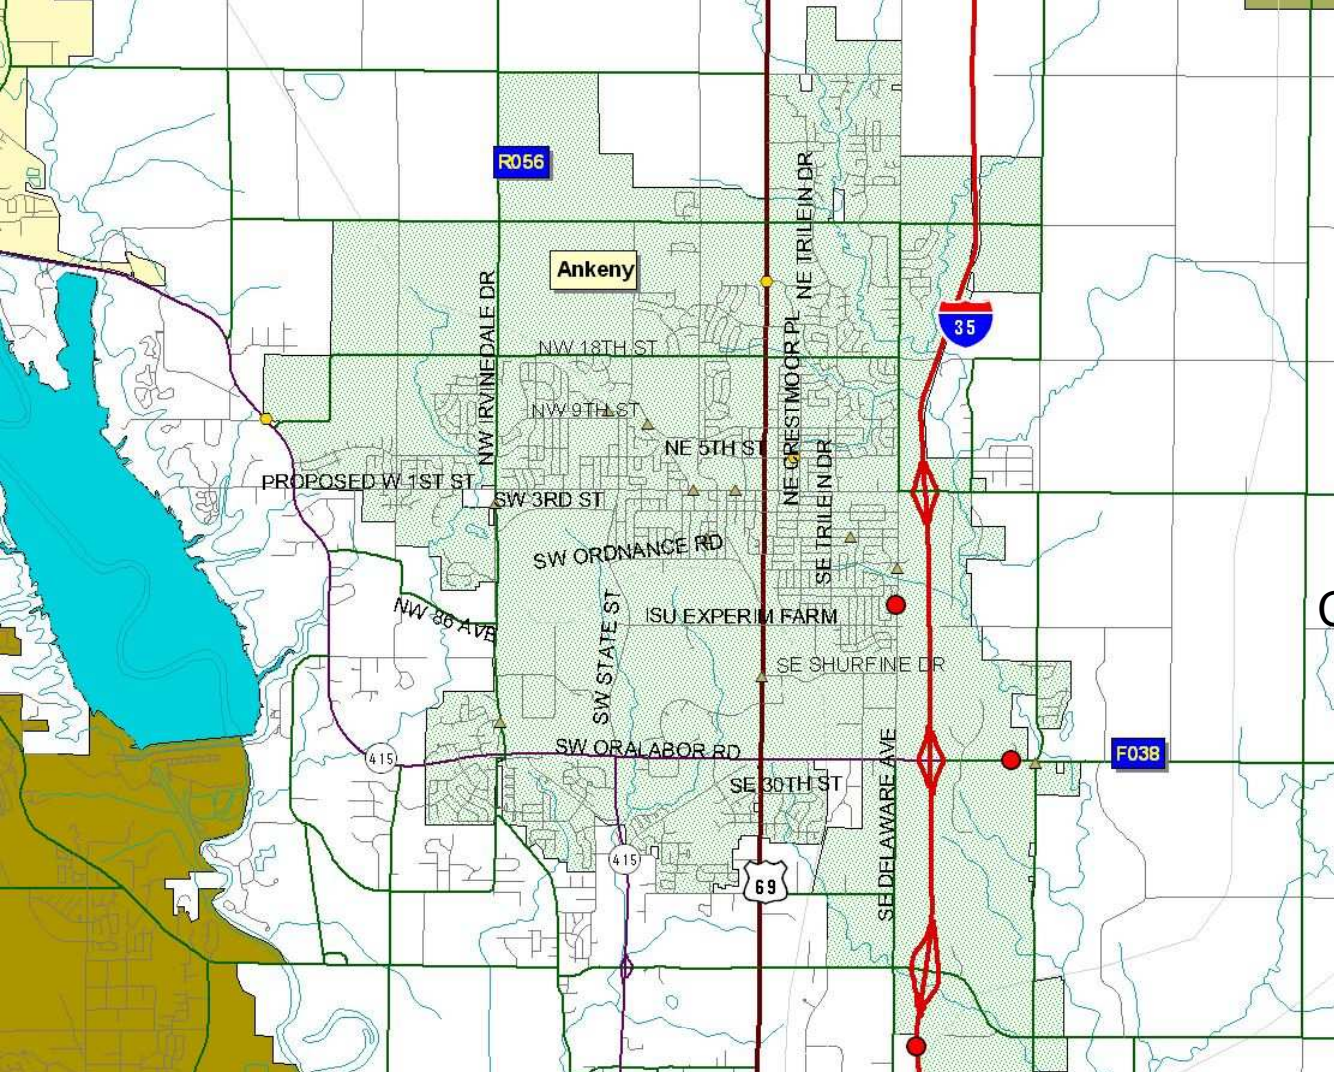 R056
NE TRILEIN DR
Ankeny
NW IRVINEDALE DR
35
NE CRESTMOOR PL
NW 18TH ST
NW 9TH ST
NE 5TH ST
PROPOSED W 1ST ST
SW 3RD ST
SE TRILEIN DR
SW ORDNANCE RD
NW 86 AVE
ISU EXPERIM FARM
SW STATE ST
SE SHURFINE DR
SW ORALABOR RD
415
F038
SE 30TH ST
SE DELAWARE AVE
415
69